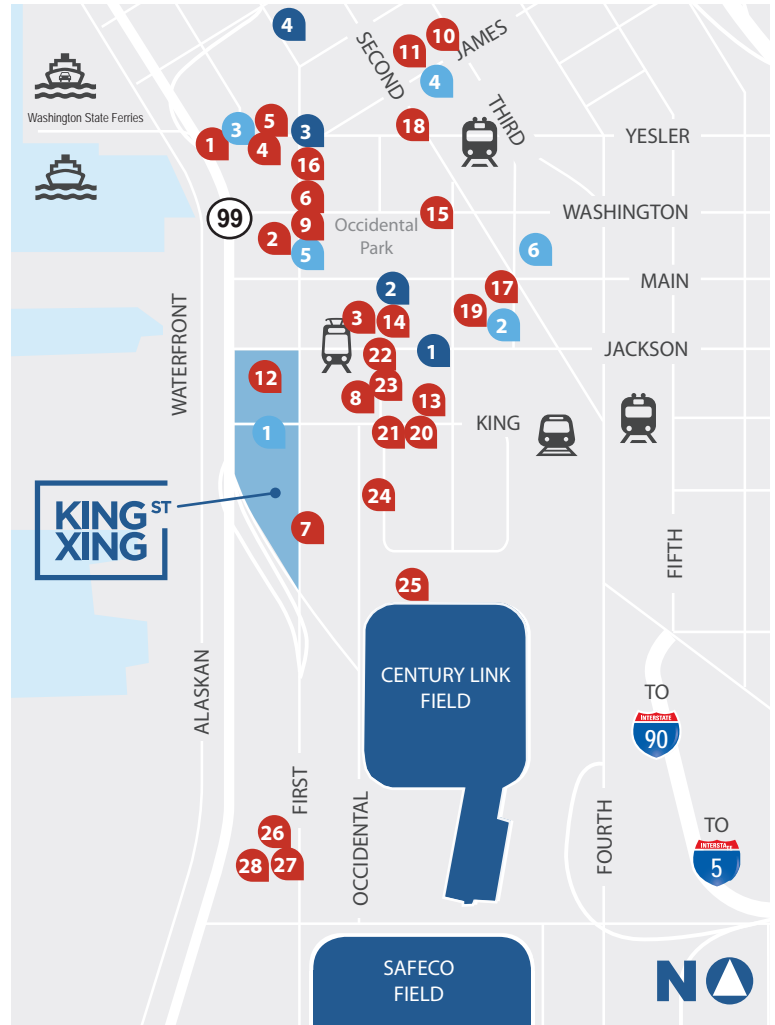 4
SECOND
11
10
JAMES
4
Washington State Ferries
THIRD
1
3
5
4
3
18
YESLER
16
6
15
WASHINGTON
99
9
Occidental
Park
2
5
6
MAIN
2
17
WATERFRONT
3
14
19
2
1
JACKSON
22
12
23
8
13
1
21
20
KING
24
KING ST
XING
7
FIFTH
25
ALASKAN
CENTURY LINK
FIELD
TO
INTERSTATE
90
FIRST
OCCIDENTAL
FOURTH
26
28
27
TO
INTERSTATE
5
SAFECO
FIELD
N